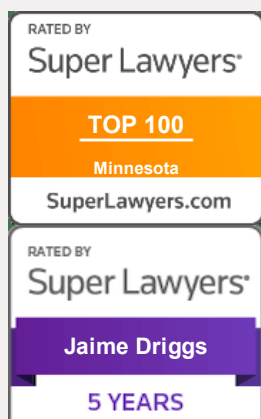 RATED BY
Super Lawyers®
TOP 100
Minnesota
SuperLawyers.com
RATED BY
Super Lawyers®
Jaime Driggs
5 YEARS